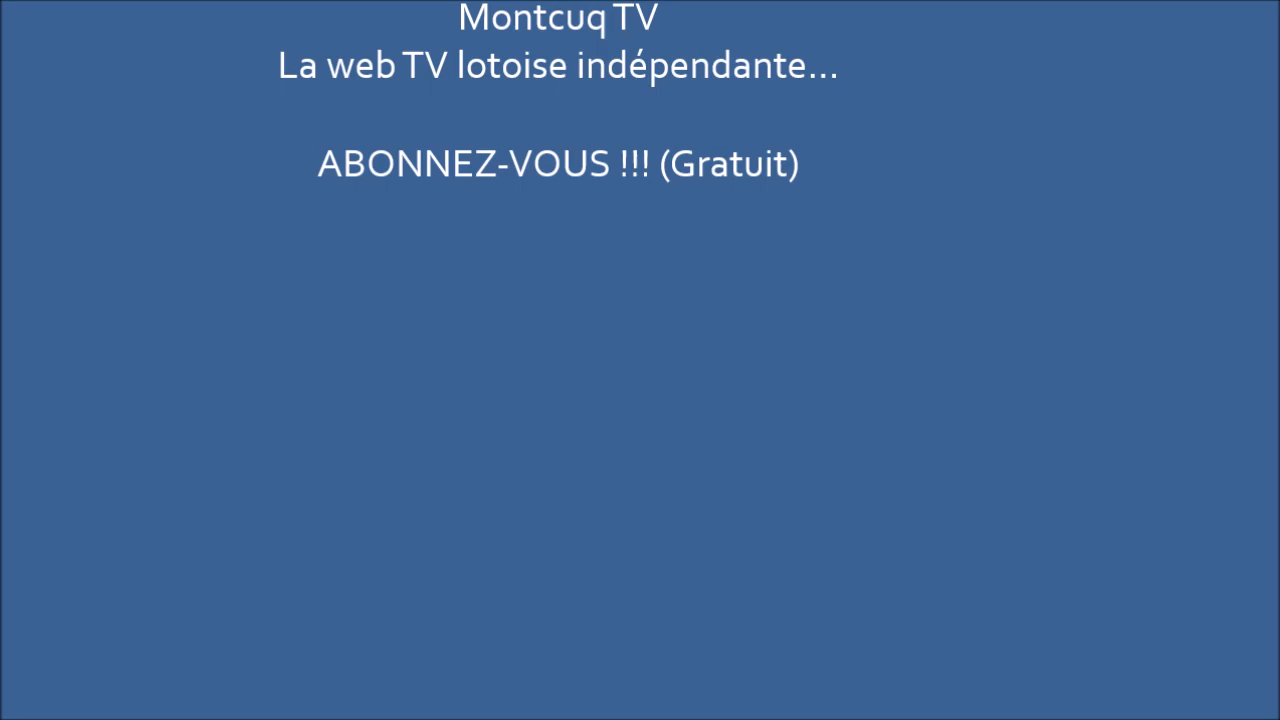 Montcuq TV
La web TV lotoise indépendante...
ABONNEZ-VOUS !!! (Gratuit)